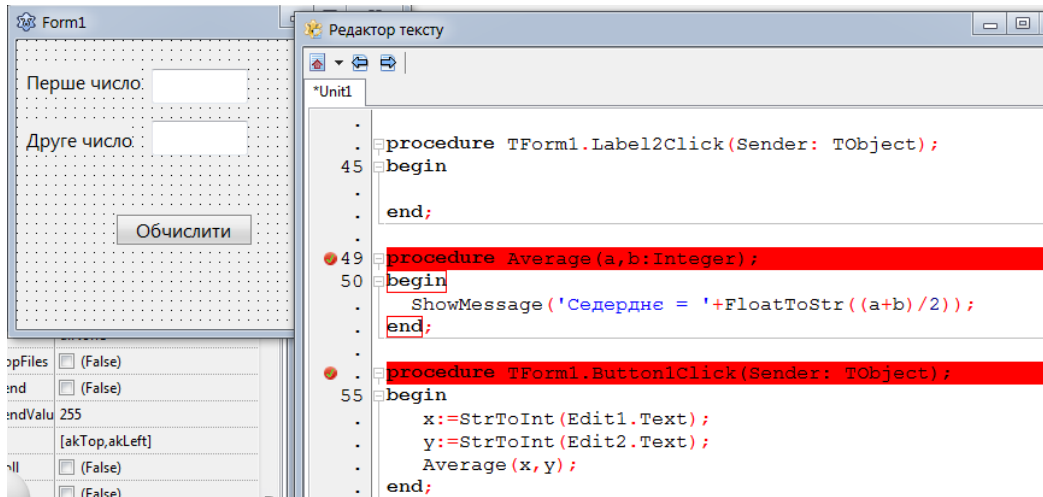 Form1
Перше число
Друге число
Обчислити
opFiles (False)
end (False)
endValu 255
[akTop,akLeft]
oll (False)
(False)
Редактор тексту
*Unit1
procedure TForm1.Label2Click(Sender: TObject);
45 begin
end;
49 procedure Average(a,b:Integer);
50 begin
ShowMessage('Седерднє = '+FloatToStr((a+b)/2));
end;
procedure TForm1.Button1Click(Sender: TObject);
55 begin
x:=StrToInt(Edit1.Text);
y:=StrToInt(Edit2.Text);
Average(x,y);
end;